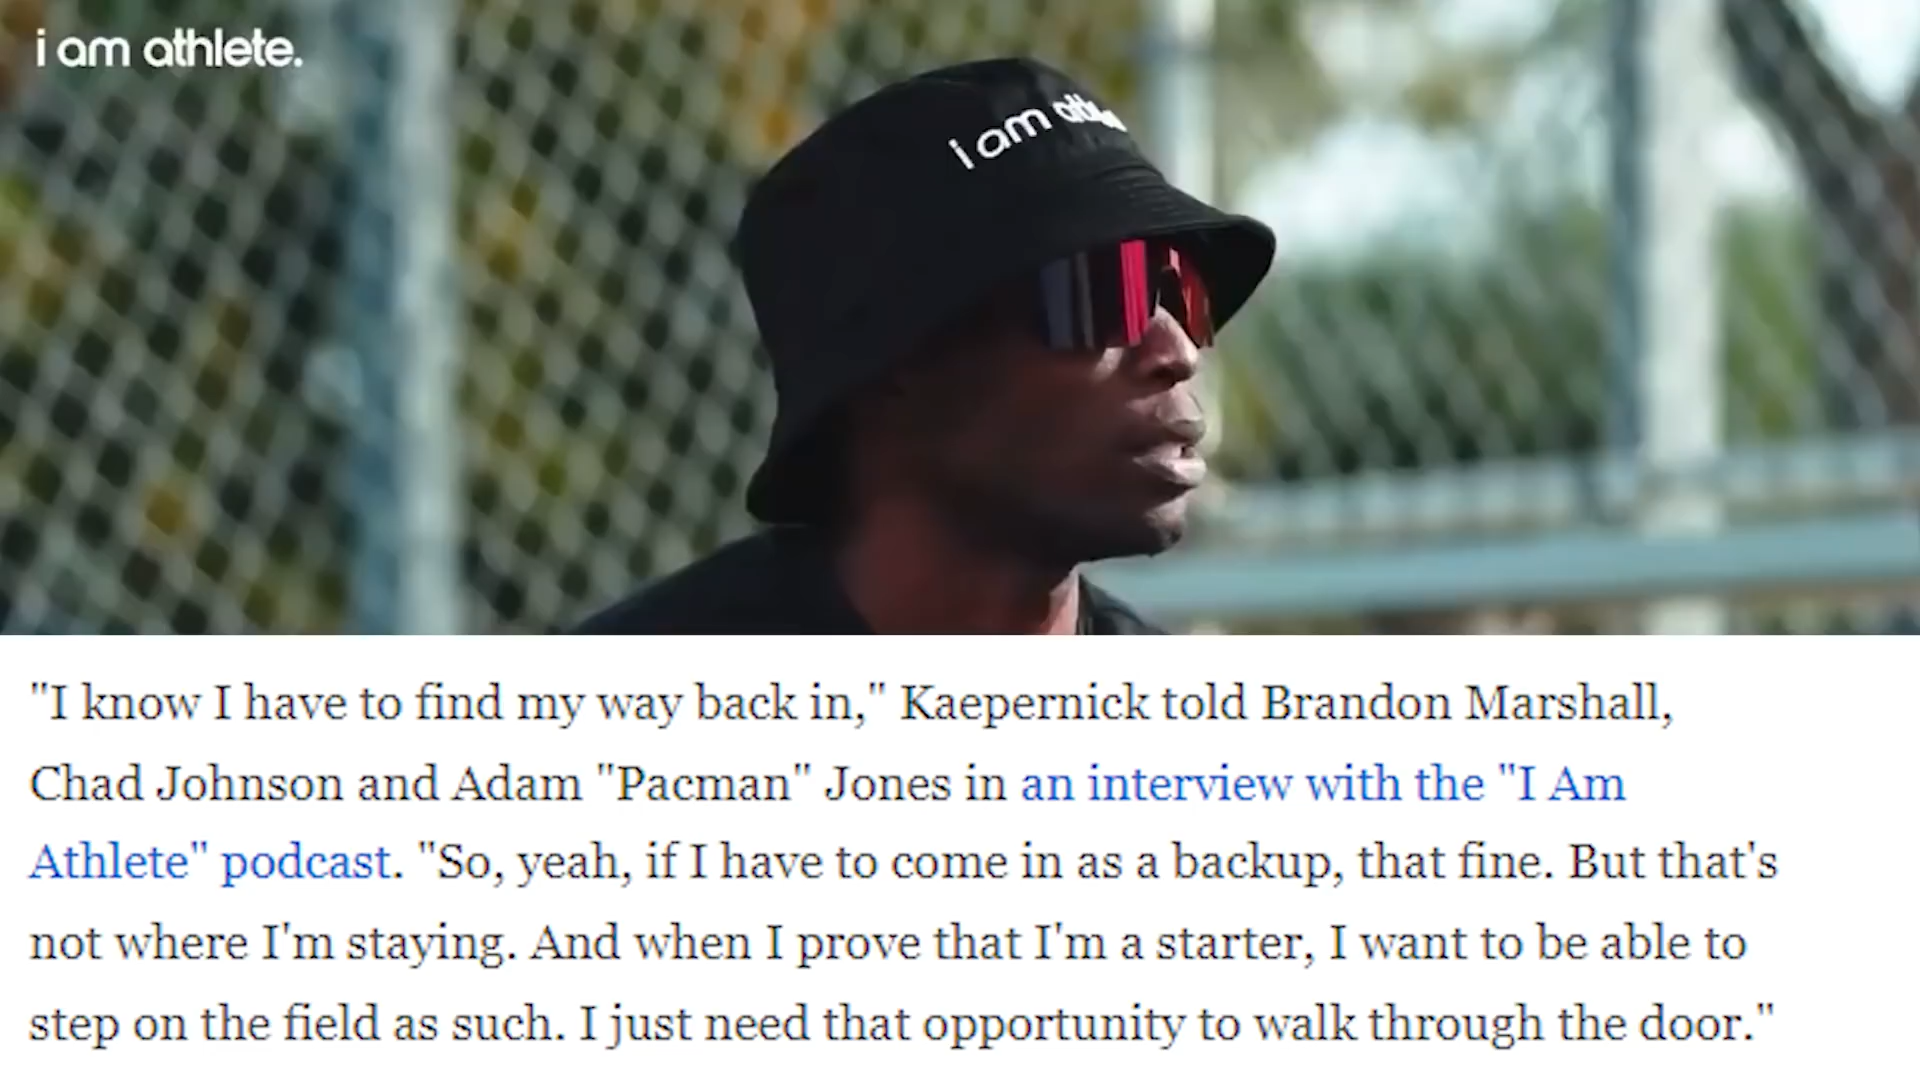 i am athlete.
i am
"I know I have to find my way back in," Kaepernick told Brandon Marshall,
Chad Johnson and Adam "Pacman" Jones in an interview with the "I Am
Athlete" podcast. "So, yeah, if I have to come in as a backup, that fine. But that's
not where I'm staying. And when I prove that I'm a starter, I want to be able to
step on the field as such. I just need that opportunity to walk through the door."